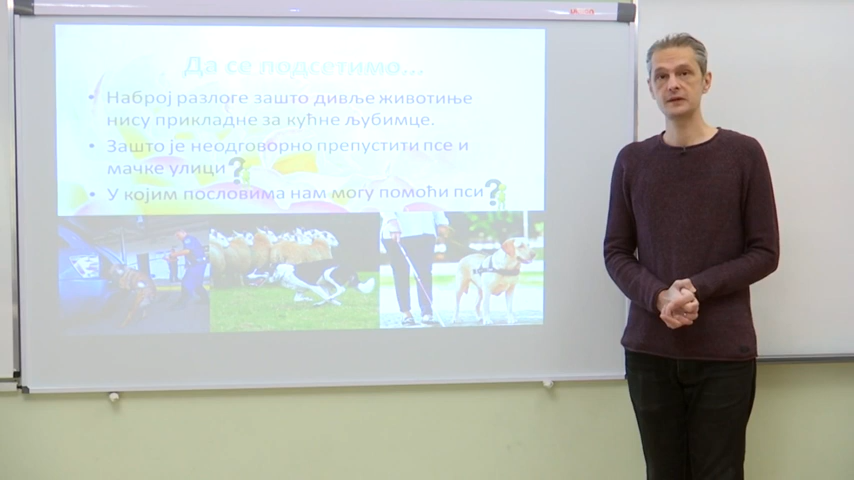 Да се подсетимо...
• Наброј разлоге зашто дивље животиње
нису прикладне за кућне љубимце.
• Зашто је неодговорно препустити псе и
мачке улици?
• У којим пословима нам могу помоћи пси?